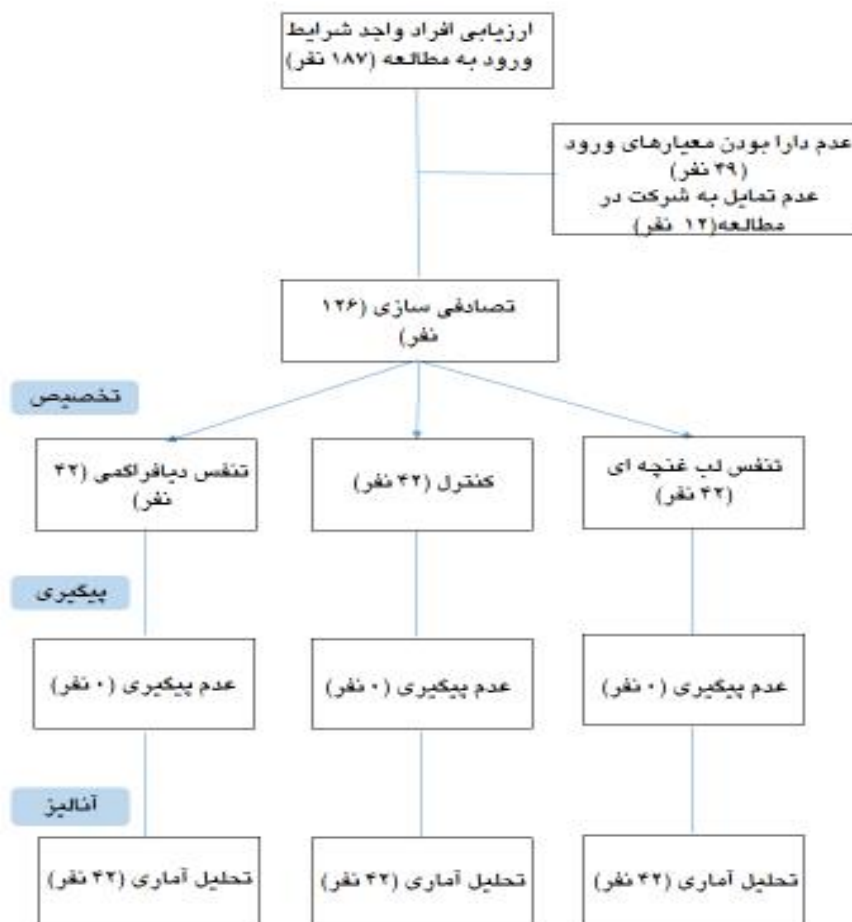 ارزیابی افراد واجد شرایط
ورود به مطالعه (۱۸۷ نفر)
عدم دارا بودن معیارهای ورود
(۴۹ نفر)
عدم تمایل به شرکت در
مطالعه(۱۲ نفر)
تصادفی سازی (۱۲۶
نفر)
تخصیص
تنفس لب غنچه ای
(۴۲ نفر)
کنترل (۴۲ نفر)
تنفس دیافراگمی (۴۲
نفر)
پیگیری
عدم پیگیری (۰ نفر)
عدم پیگیری (۰ نفر)
عدم پیگیری (۰ نفر)
آنالیز
تحلیل آماری (۴۲ نفر)
تحلیل آماری (۴۲ نفر)
تحلیل آماری (۴۲ نفر)